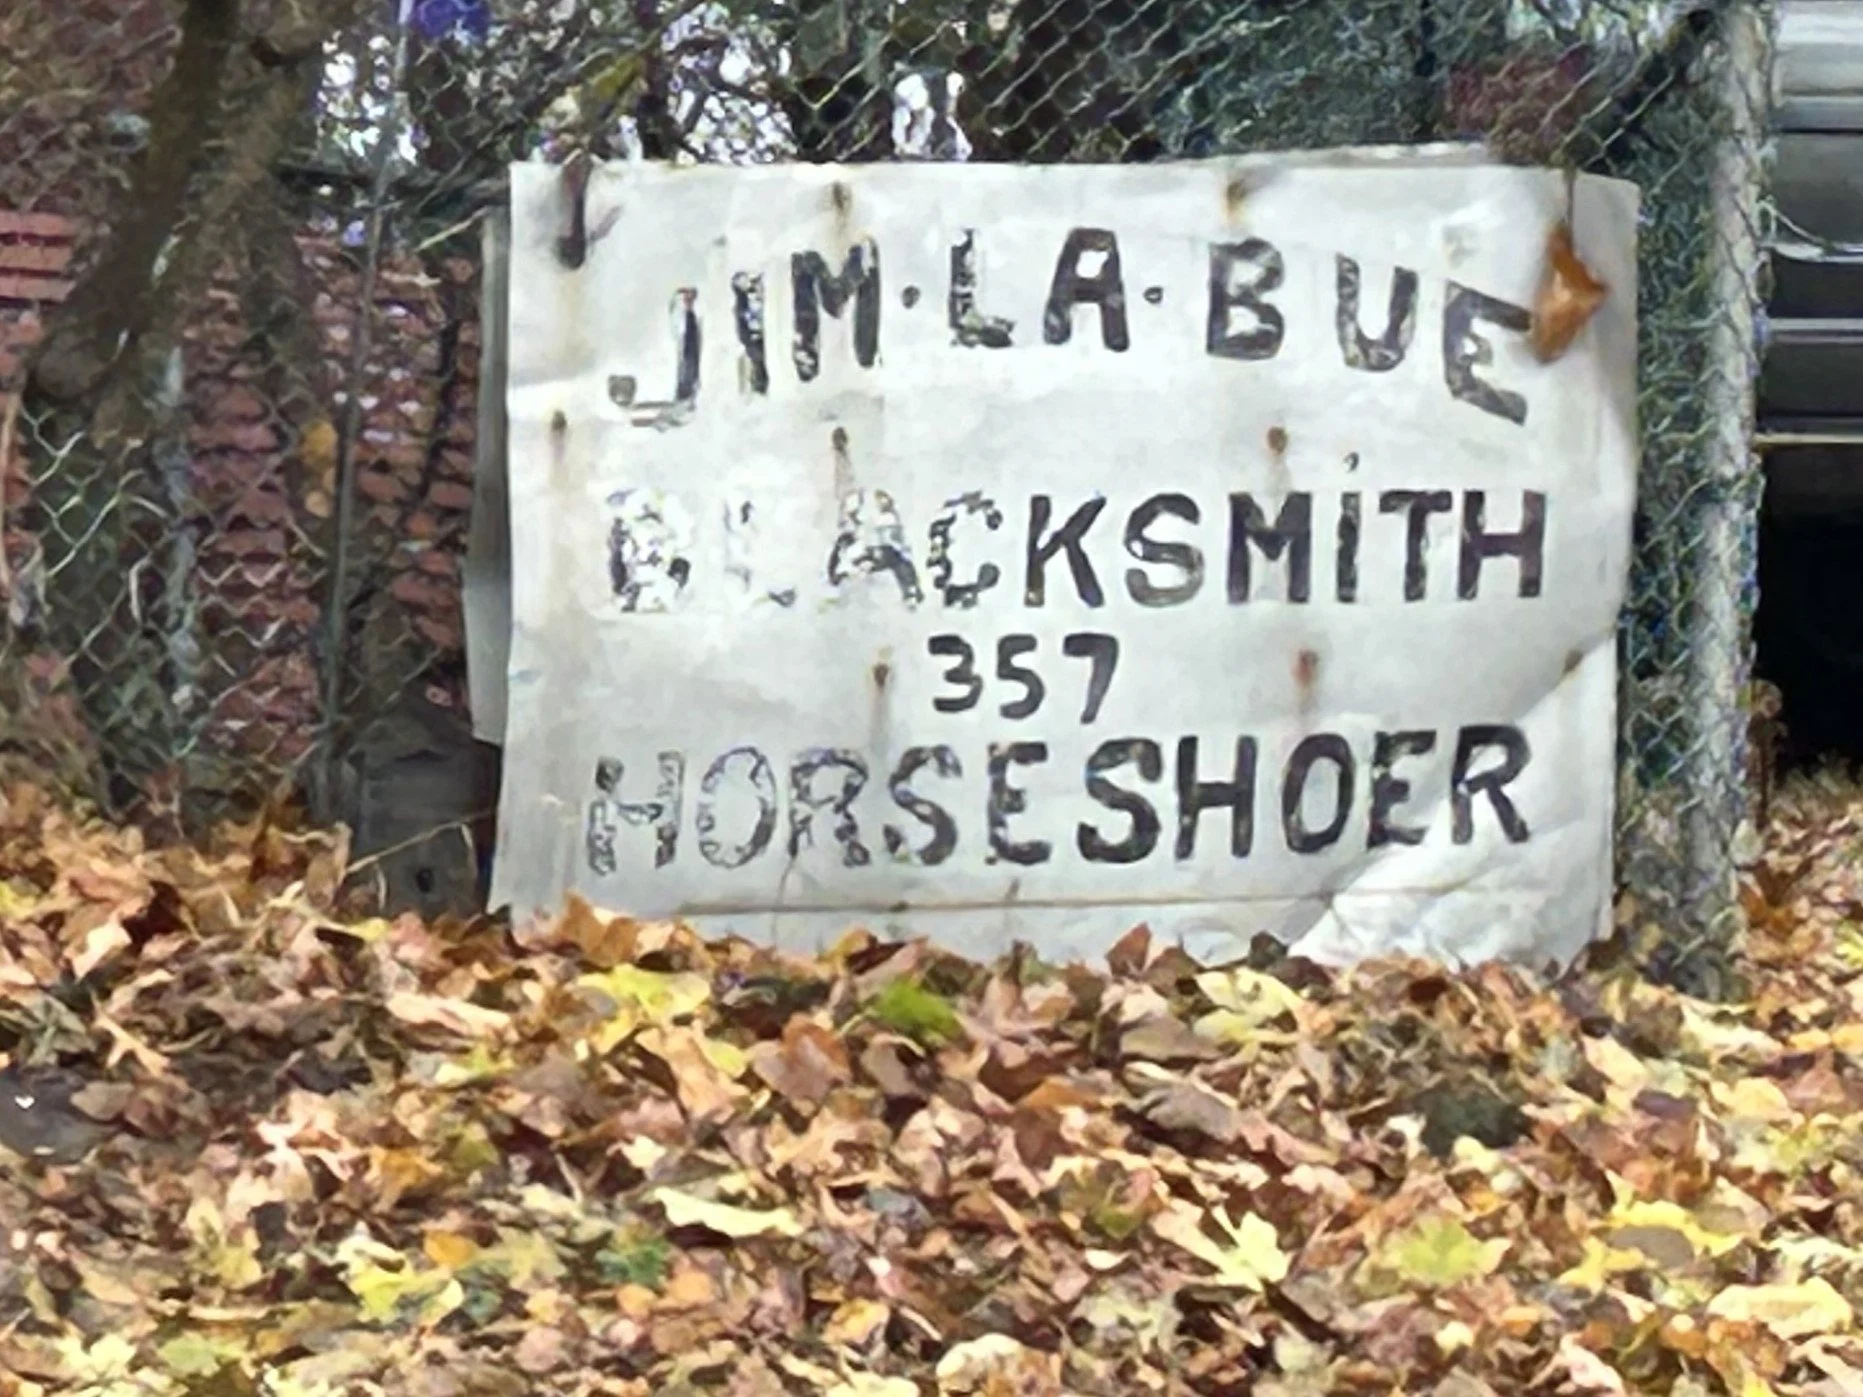 JIM·LA·BUE
BLACKSMiTH
357
HORSESHOER